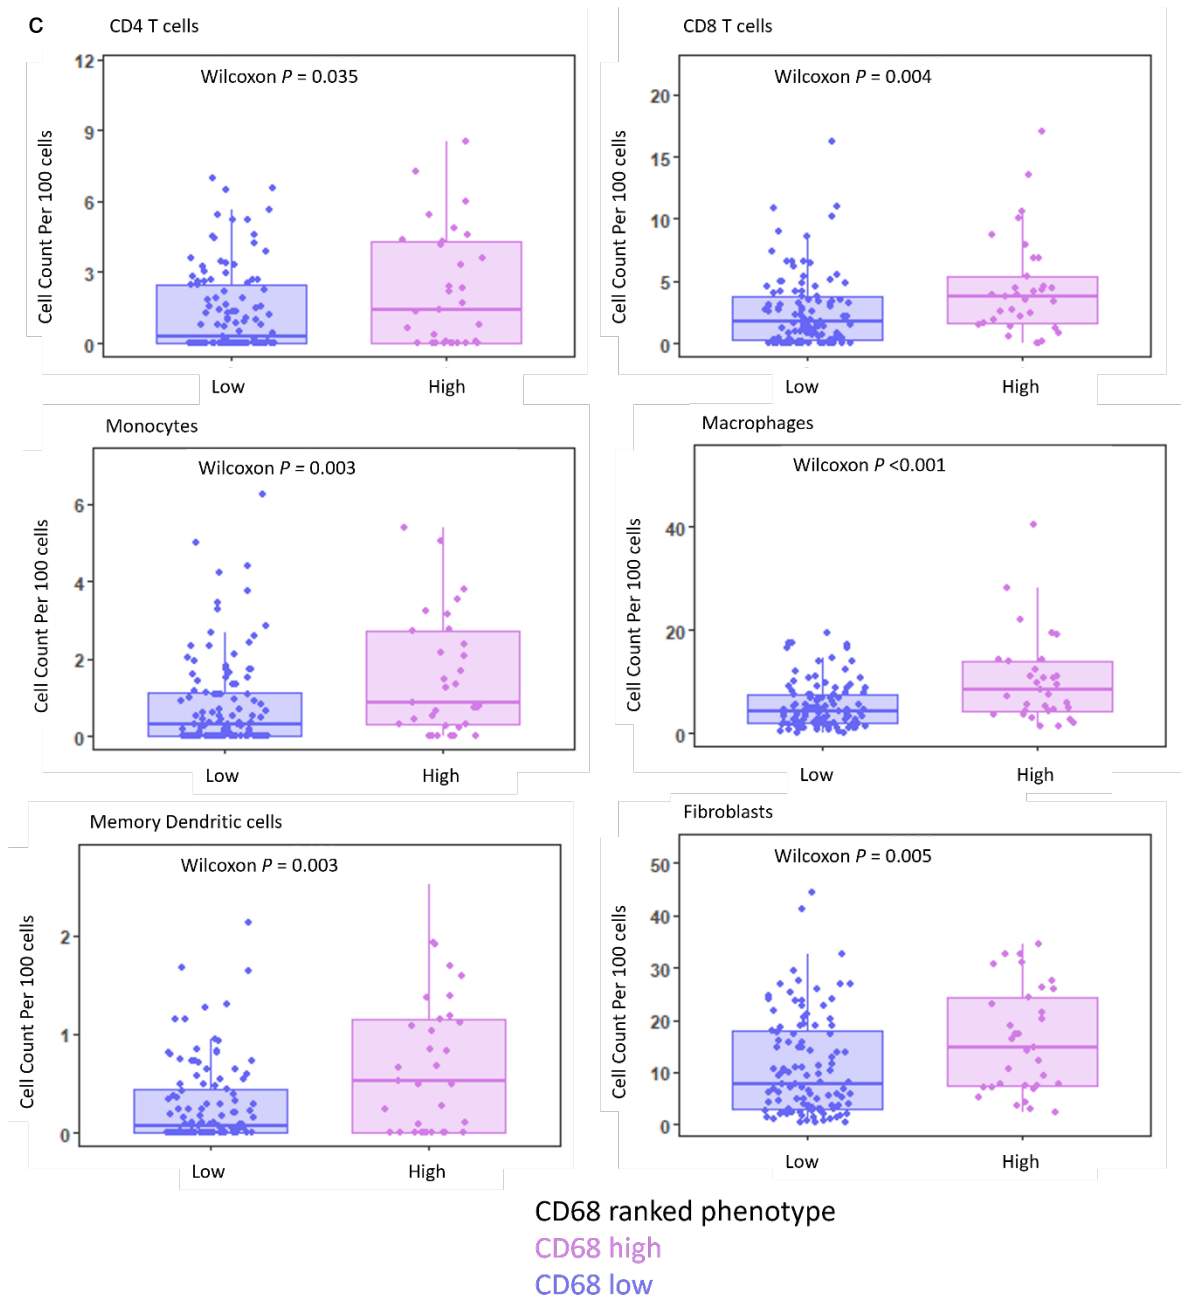 C
CD4 T cells
Wilcoxon P = 0.035
Cell Count Per 100 cells
12
9
6
3
0
Low
High
CD8 T cells
Wilcoxon P = 0.004
Cell Count Per 100 cells
20
15
10
5
0
Low
High
Monocytes
Wilcoxon P = 0.003
Cell Count Per 100 cells
6
4
2
0
Low
High
Macrophages
Wilcoxon P <0.001
Cell Count Per 100 cells
40
20
0
Low
High
Memory Dendritic cells
Wilcoxon P = 0.003
Cell Count Per 100 cells
2
1
0
Low
High
Fibroblasts
Wilcoxon P = 0.005
Cell Count Per 100 cells
50
40
30
20
10
0
Low
High
CD68 ranked phenotype
CD68 high
CD68 low